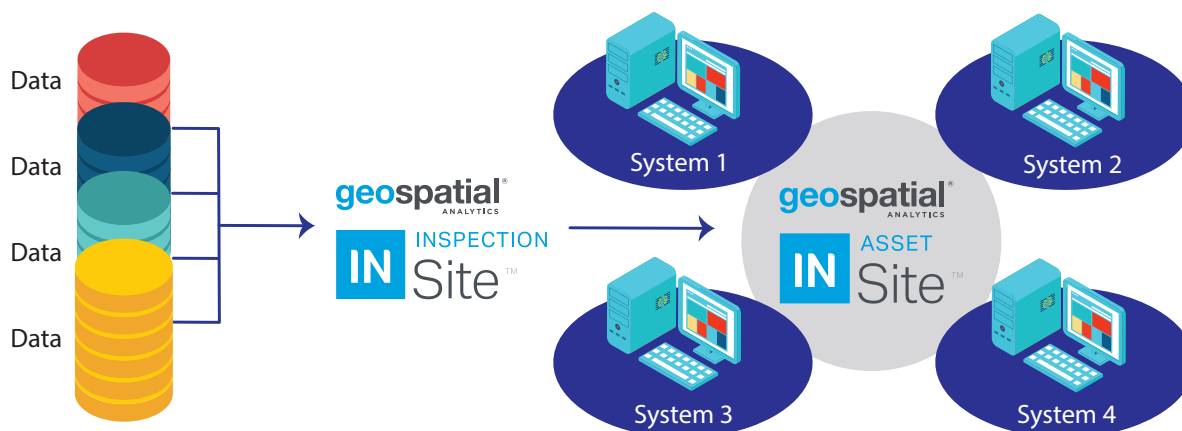 Data
Data
Data
Data
geospatial®
ANALYTICS
IN
INSPECTION
Site™
System 1
System 2
geospatial®
ANALYTICS
IN
ASSET
Site™
System 3
System 4